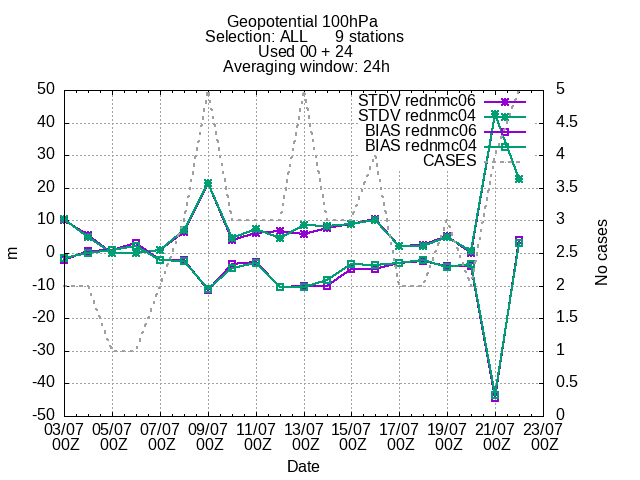 Geopotential 100hPa
Selection: ALL 9 stations
Used 00 + 24
Averaging window: 24h
50
40
30
20
10
0
-10
-20
-30
-40
-50
m
5
4.5
4
3.5
3
2.5
2
1.5
1
0.5
0
No cases
STDV rednmc06
STDV rednmc04
BIAS rednmc06
BIAS rednmc04
CASES
03/07 05/07 07/07 09/07 11/07 13/07 15/07 17/07 19/07 21/07 23/07
00Z 00Z 00Z 00Z 00Z 00Z 00Z 00Z 00Z 00Z 00Z
Date